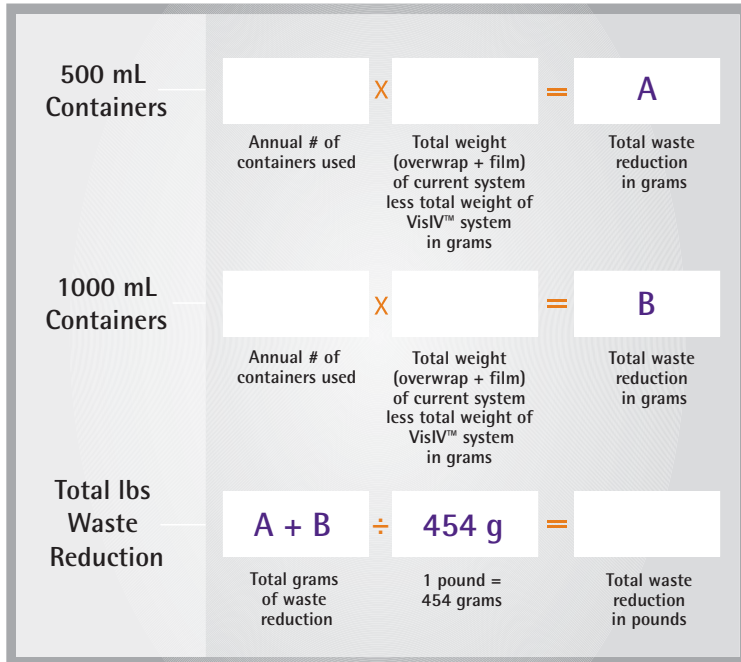 500 mL
Containers
X
=
A
Annual # of
containers used
Total weight
(overwrap + film)
of current system
less total weight of
VisIV™ system
in grams
Total waste
reduction
in grams
1000 mL
Containers
X
=
B
Annual # of
containers used
Total weight
(overwrap + film)
of current system
less total weight of
VisIV™ system
in grams
Total waste
reduction
in grams
Total lbs
Waste
Reduction
A + B
÷
454 g
=
Total grams
of waste
reduction
1 pound =
454 grams
Total waste
reduction
in pounds